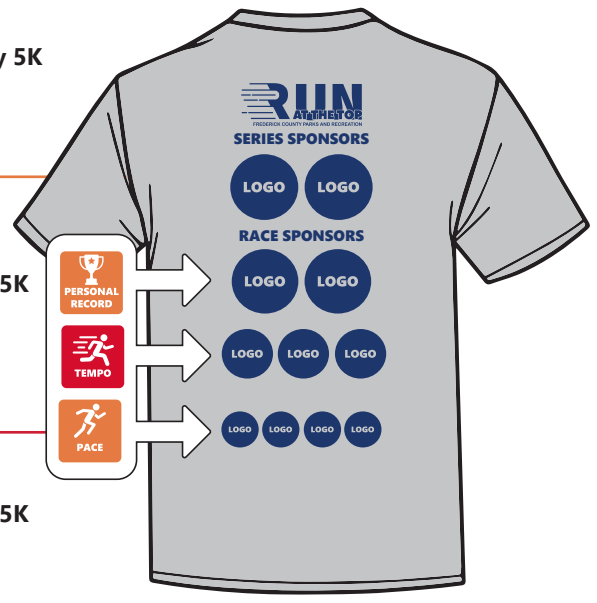 y 5K
RUN
AT THE TOP
FREDERICK COUNTY PARKS AND RECREATION
SERIES SPONSORS
LOGO LOGO
RACE SPONSORS
LOGO LOGO
PERSONAL
RECORD
5K
LOGO LOGO LOGO
TEMPO
LOGO LOGO LOGO LOGO
PACE
5K